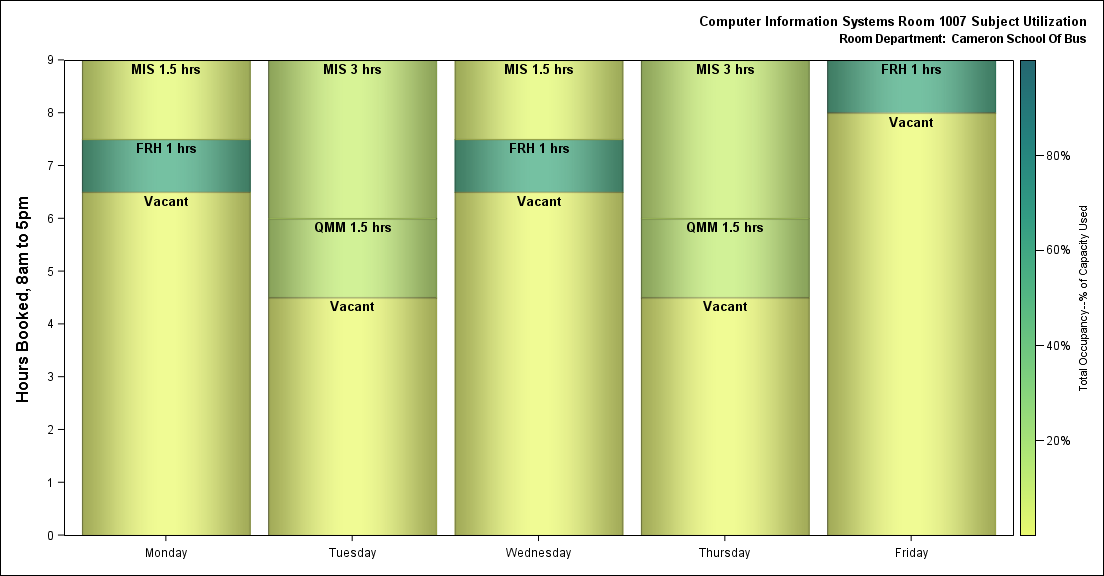 Computer Information Systems Room 1007 Subject Utilization
Room Department: Cameron School Of Bus
Hours Booked, 8am to 5pm
9
8
7
6
5
4
3
2
1
0
MIS 1.5 hrs
FRH 1 hrs
Vacant
MIS 3 hrs
QMM 1.5 hrs
Vacant
MIS 1.5 hrs
FRH 1 hrs
Vacant
MIS 3 hrs
QMM 1.5 hrs
Vacant
FRH 1 hrs
Vacant
Monday
Tuesday
Wednesday
Thursday
Friday
80%
60%
40%
20%
Total Occupancy--% of Capacity Used